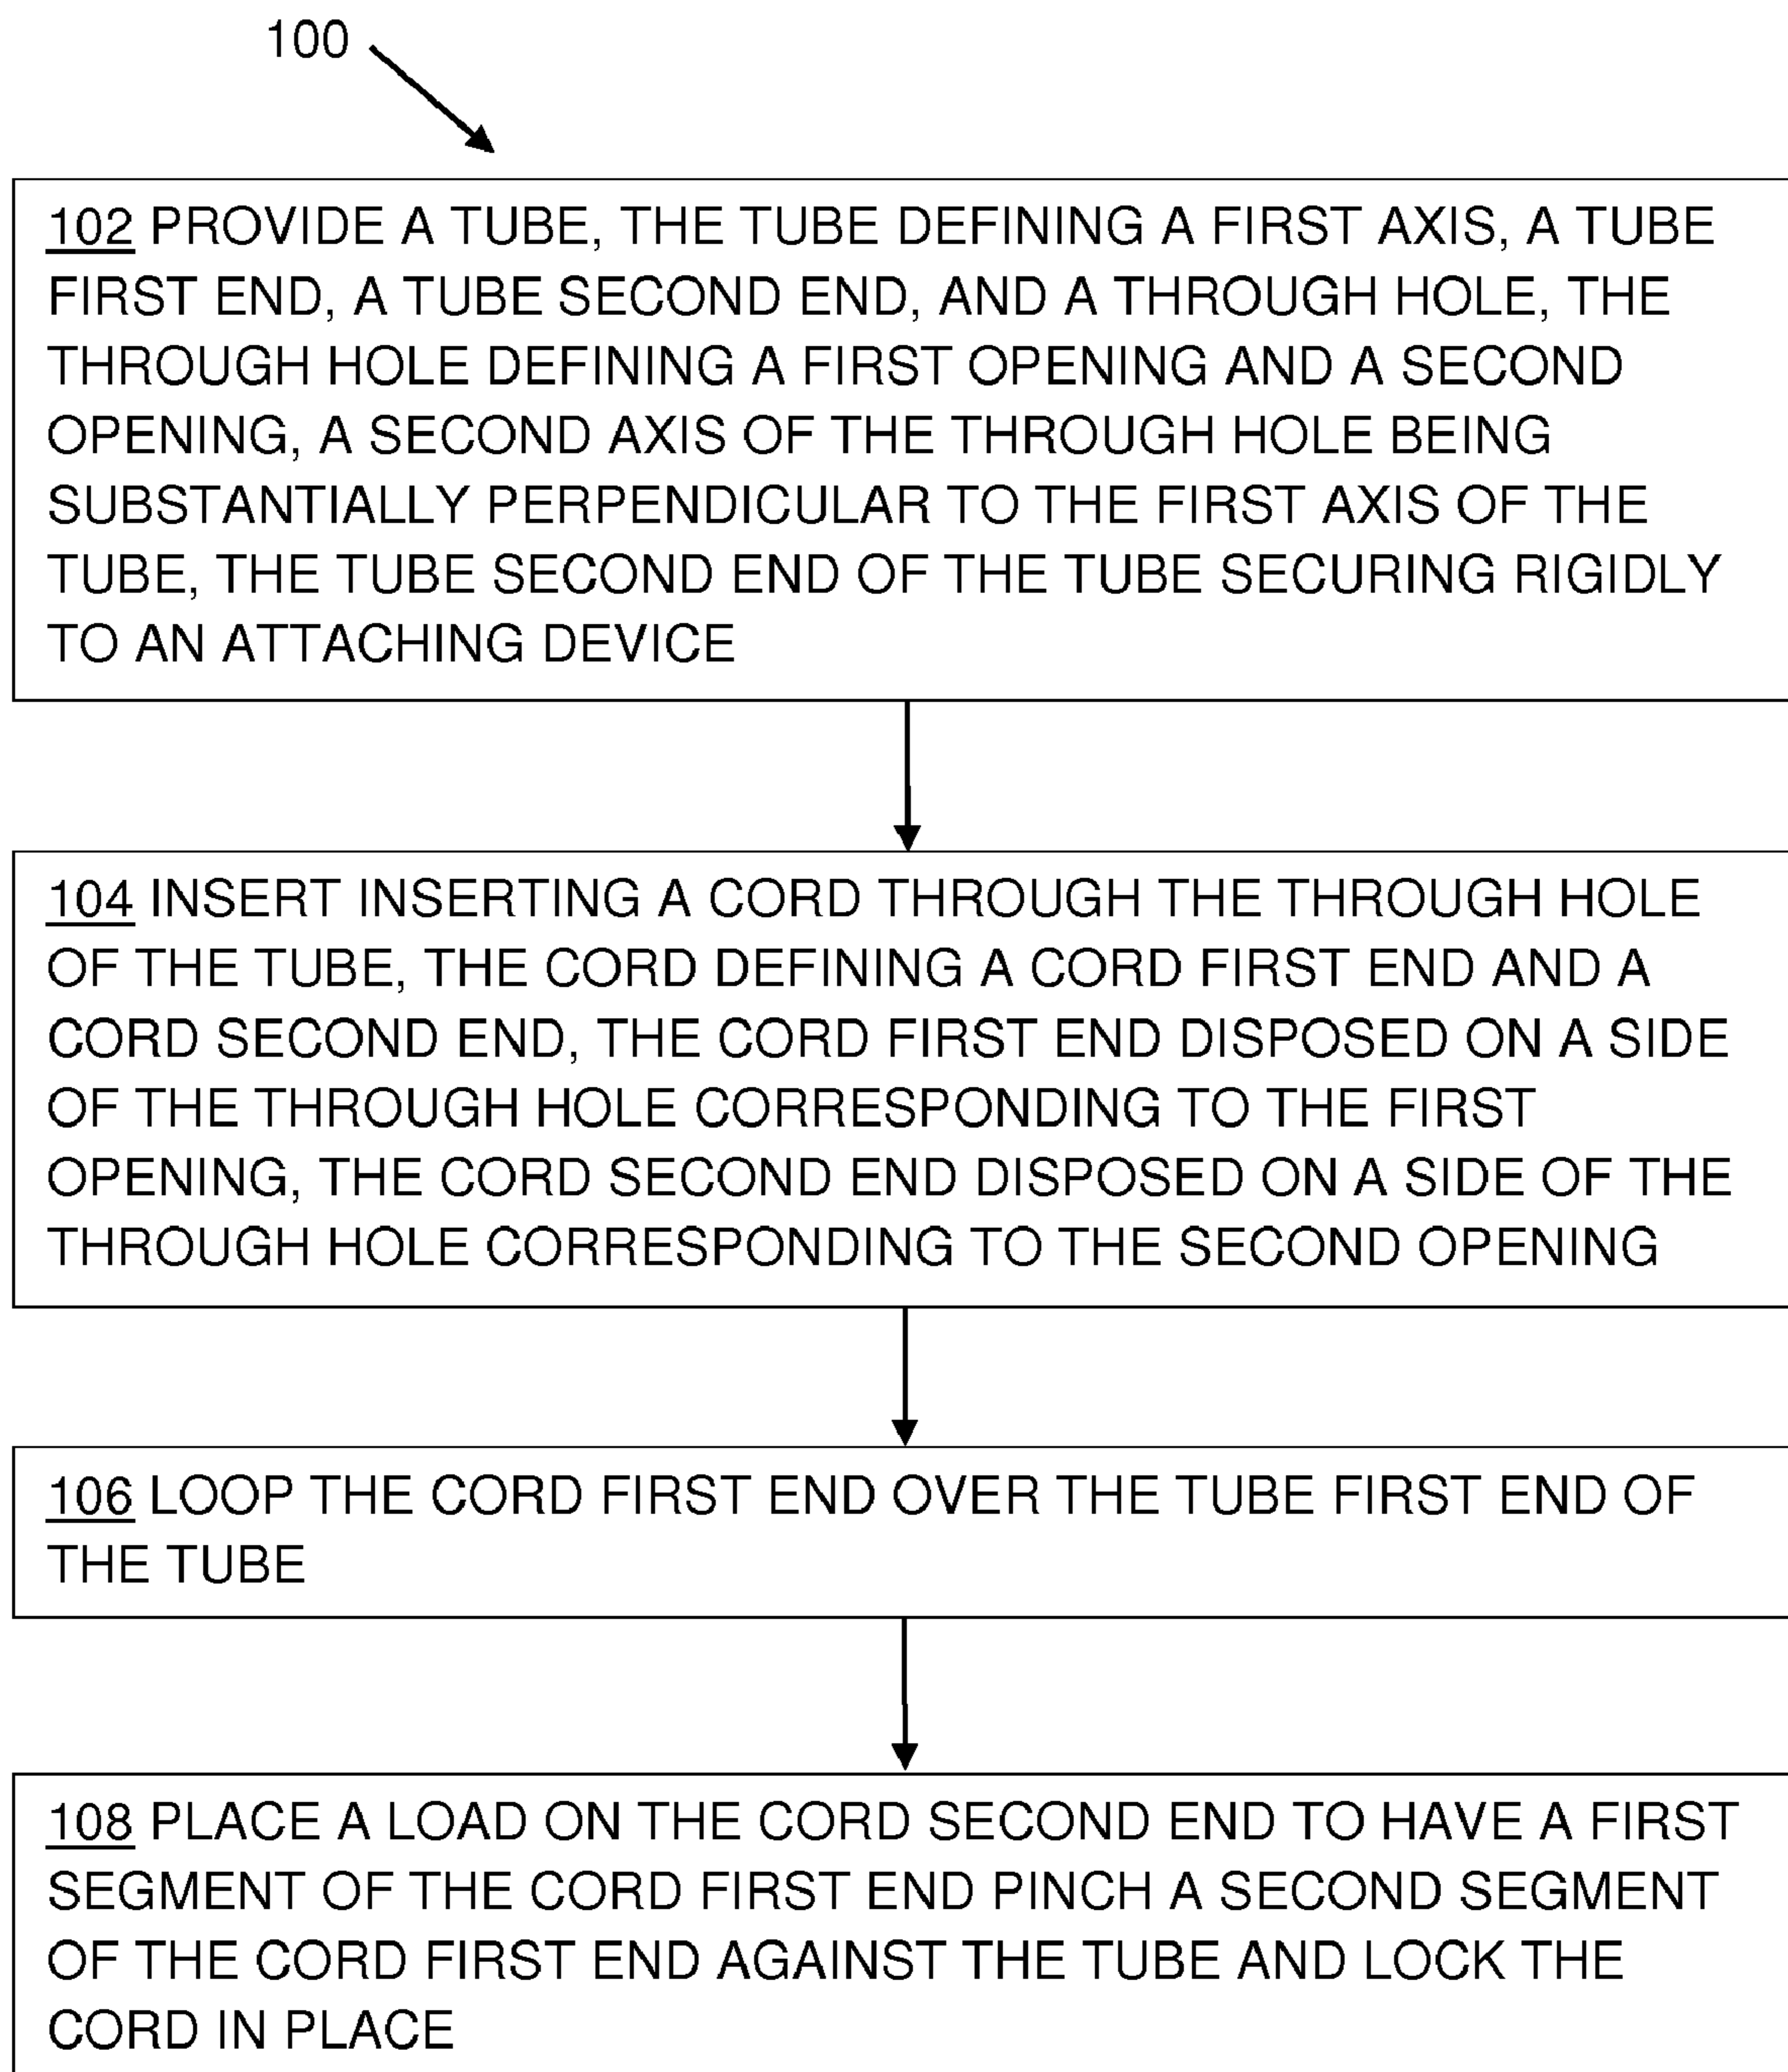 100
102 PROVIDE A TUBE, THE TUBE DEFINING A FIRST AXIS, A TUBE
FIRST END, A TUBE SECOND END, AND A THROUGH HOLE, THE
THROUGH HOLE DEFINING A FIRST OPENING AND A SECOND
OPENING, A SECOND AXIS OF THE THROUGH HOLE BEING
SUBSTANTIALLY PERPENDICULAR TO THE FIRST AXIS OF THE
TUBE, THE TUBE SECOND END OF THE TUBE SECURING RIGIDLY
TO AN ATTACHING DEVICE
104 INSERT INSERTING A CORD THROUGH THE THROUGH HOLE
OF THE TUBE, THE CORD DEFINING A CORD FIRST END AND A
CORD SECOND END, THE CORD FIRST END DISPOSED ON A SIDE
OF THE THROUGH HOLE CORRESPONDING TO THE FIRST
OPENING, THE CORD SECOND END DISPOSED ON A SIDE OF THE
THROUGH HOLE CORRESPONDING TO THE SECOND OPENING
106 LOOP THE CORD FIRST END OVER THE TUBE FIRST END OF
THE TUBE
108 PLACE A LOAD ON THE CORD SECOND END TO HAVE A FIRST
SEGMENT OF THE CORD FIRST END PINCH A SECOND SEGMENT
OF THE CORD FIRST END AGAINST THE TUBE AND LOCK THE
CORD IN PLACE